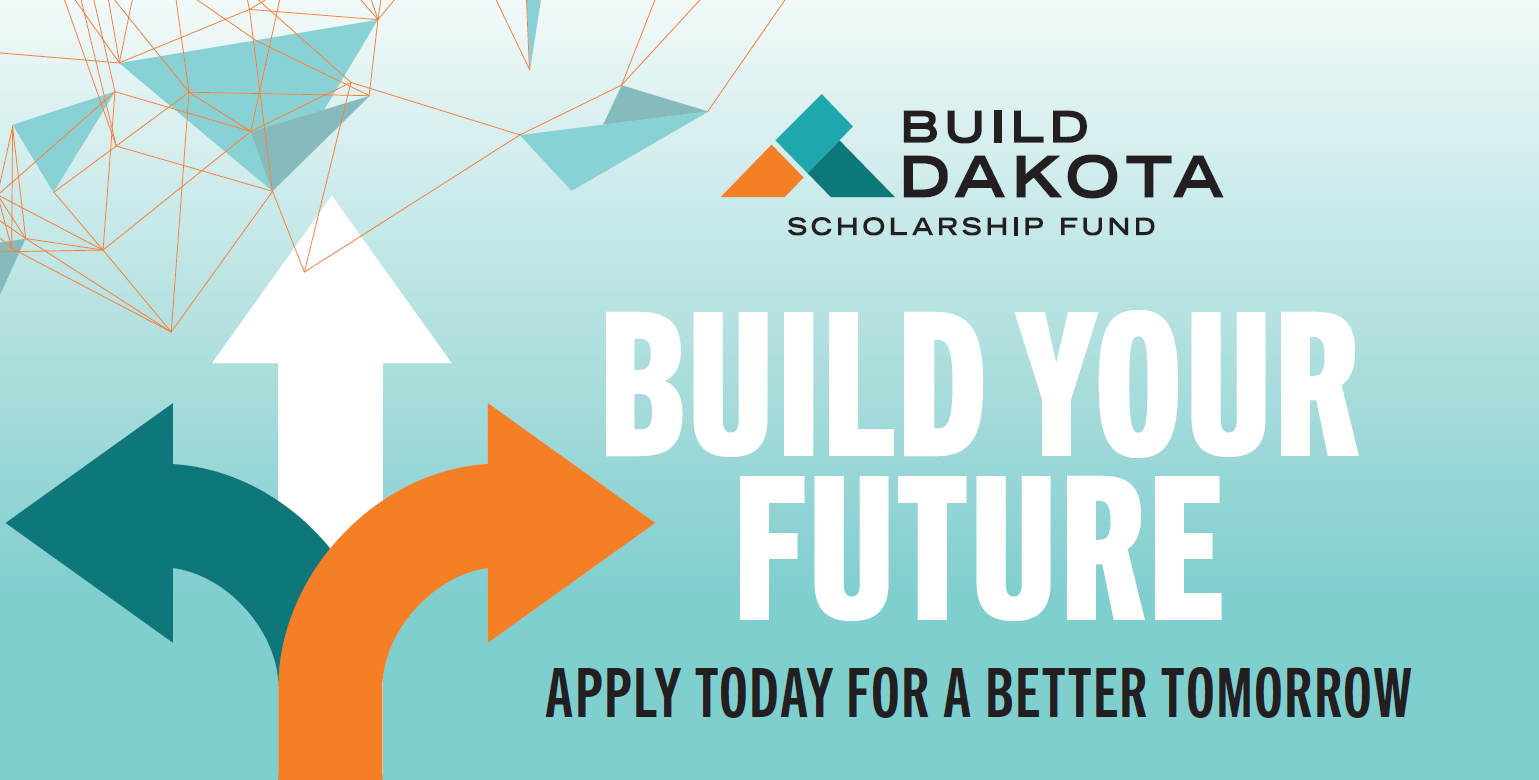 BUILD
DAKOTA
SCHOLARSHIP FUND
BUILD YOUR
FUTURE
APPLY TODAY FOR A BETTER TOMORROW